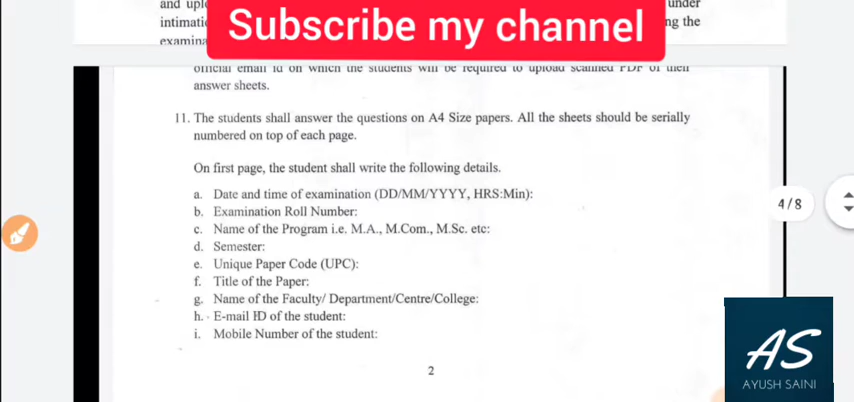 and uplo
under
Subscribe my channel
intimati
ng the
examina
official email id on which the students will be required to upload scanned PDF of their
answer sheets.
11. The students shall answer the questions on A4 Size papers. All the sheets should be serially
numbered on top of each page.
On first page, the student shall write the following details.
a. Date and time of examination (DD/MM/YYYY, HRS:Min):
b. Examination Roll Number:
c. Name of the Program i.e. M.A., M.Com., M.Sc. etc:
d. Semester:
e. Unique Paper Code (UPC):
f. Title of the Paper:
g. Name of the Faculty/ Department/Centre/College:
h. E-mail ID of the student:
i. Mobile Number of the student:
2
4/8
AS
AYUSH SAINI